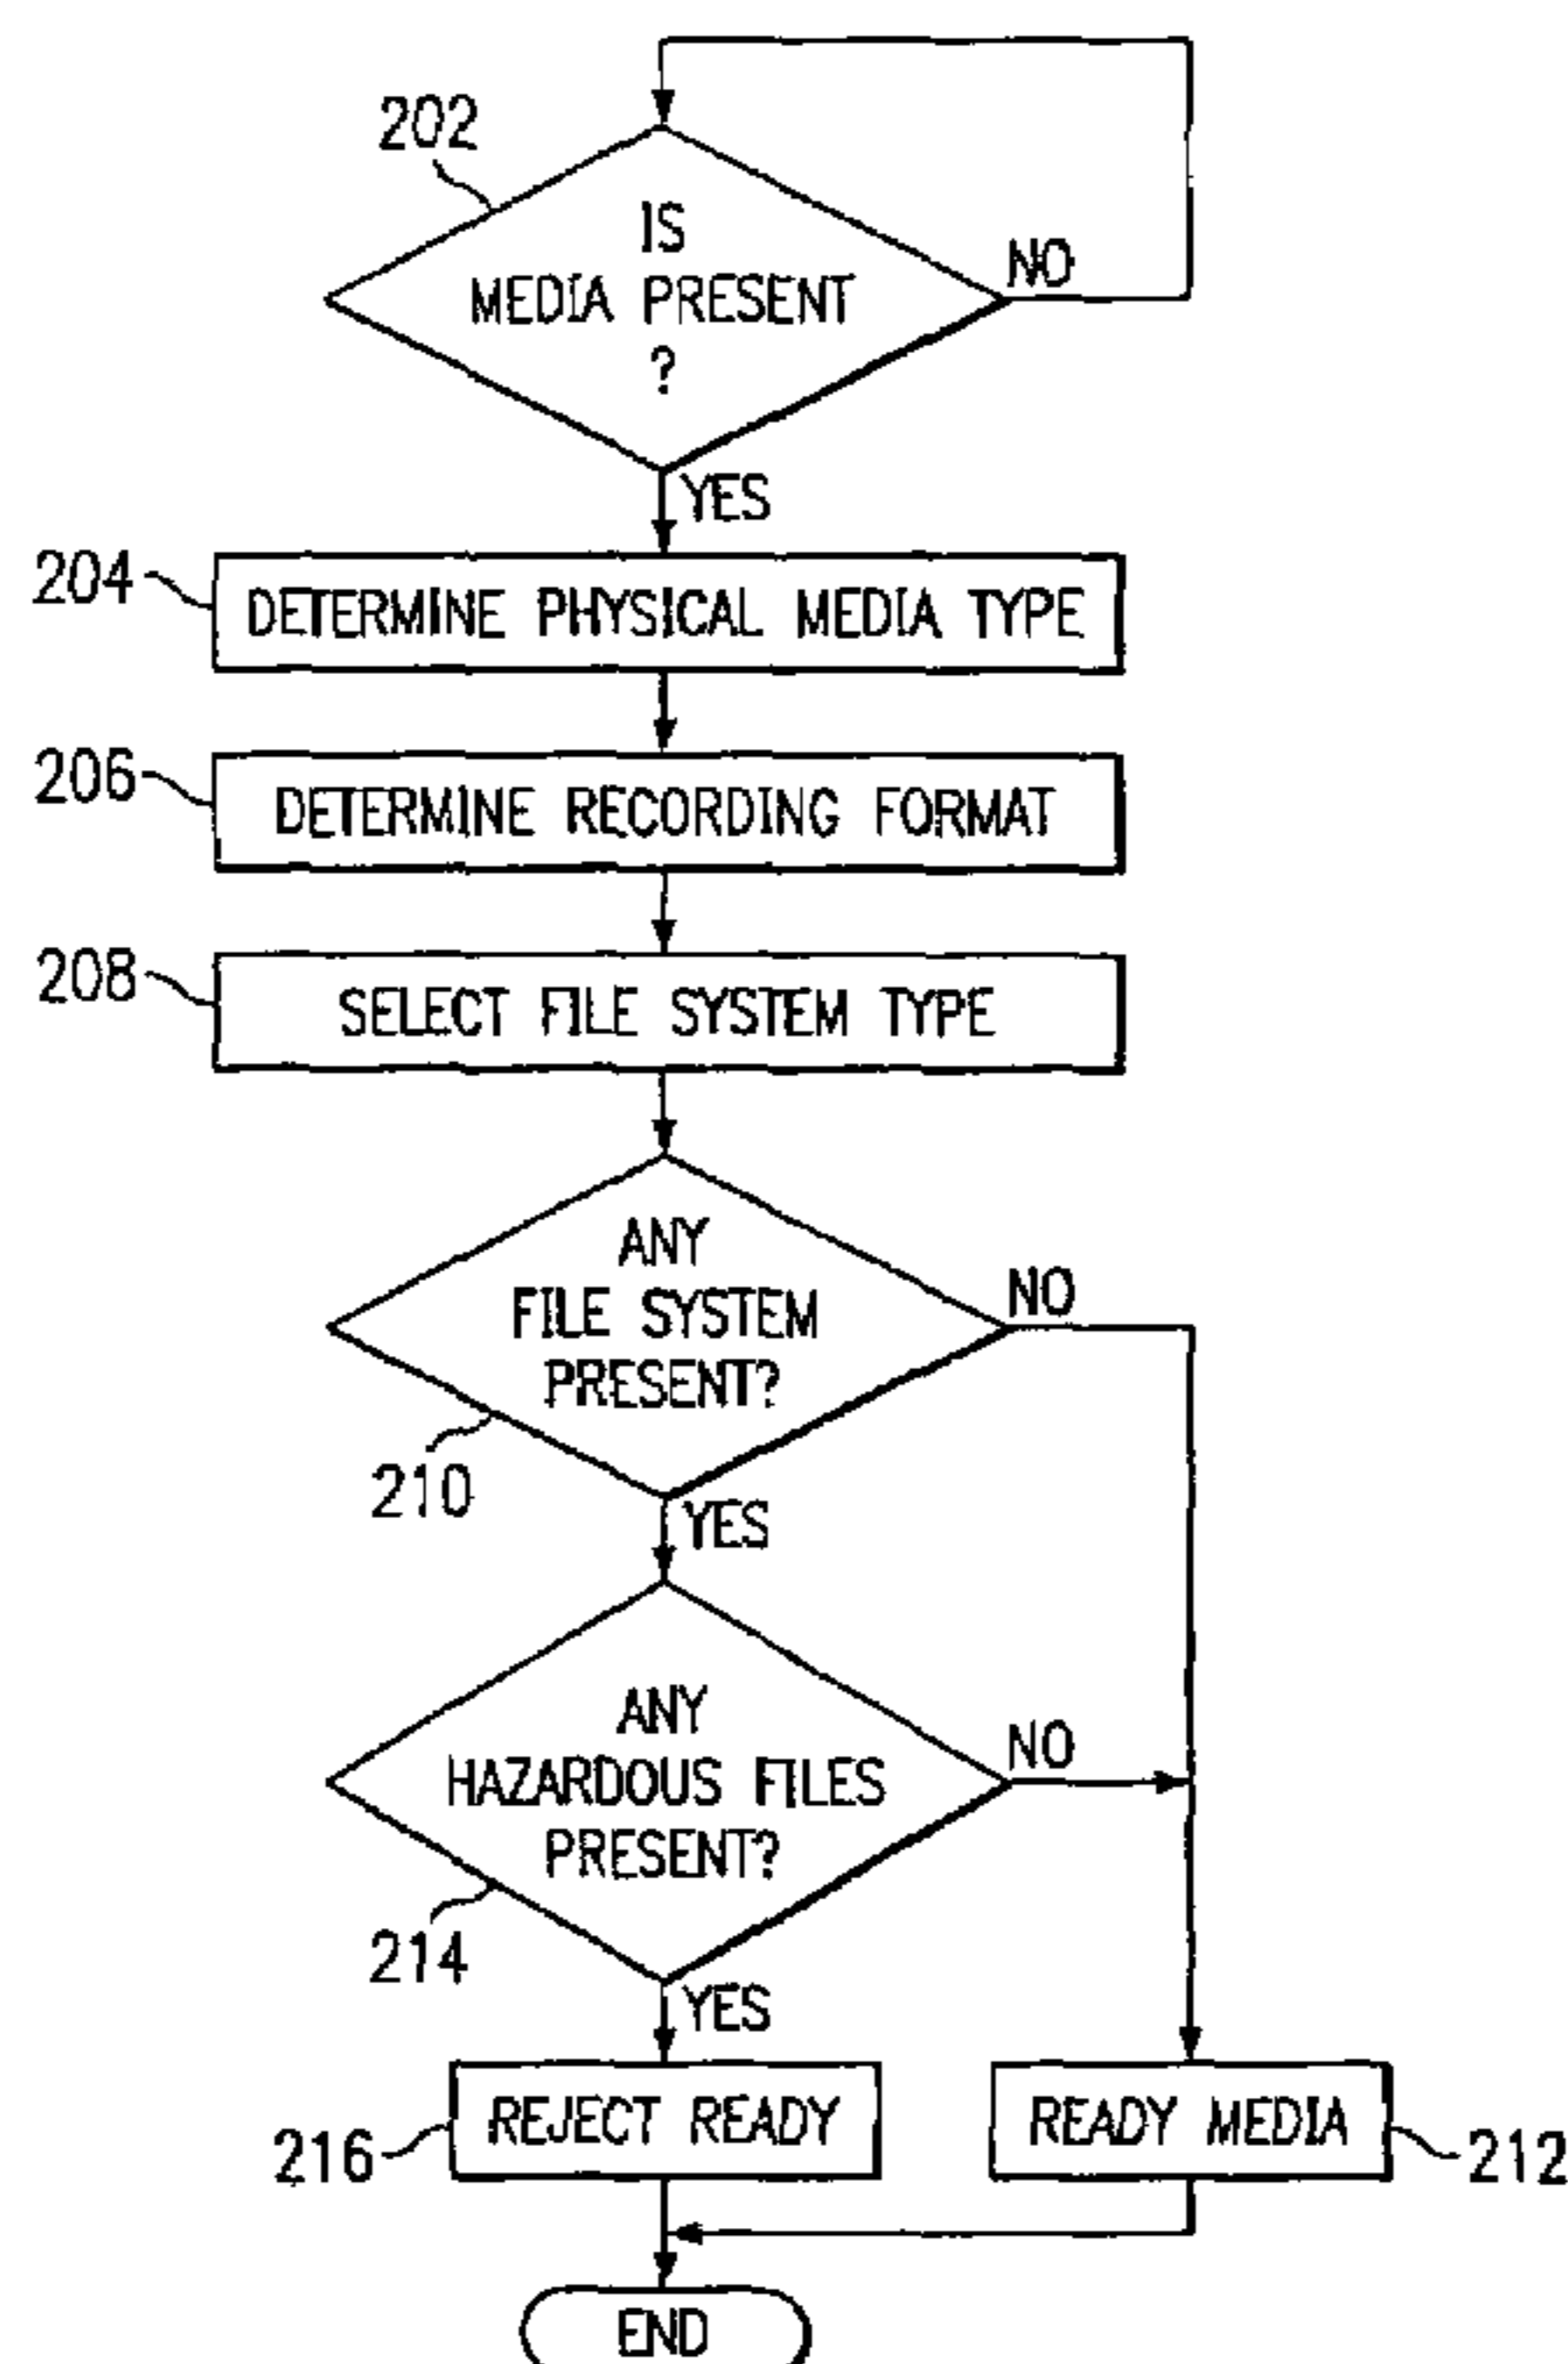 202
IS
MEDIA PRESENT
?
NO
YES
204
DETERMINE PHYSICAL MEDIA TYPE
206
DETERMINE RECORDING FORMAT
208
SELECT FILE SYSTEM TYPE
ANY
FILE SYSTEM
PRESENT?
NO
210
YES
ANY
HAZARDOUS FILES
PRESENT?
NO
214
YES
216
REJECT READY
READY MEDIA
212
END